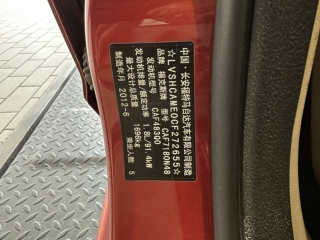 中国·长安福特马自达汽车有限公司制造
☆LVSHCAME0CF272655☆
品牌 福克斯牌 型号 CAF7180N48
发动机型号 CAF483Q0
发动机排量/额定功率 1.8L/91.4kW
最大设计总质量 1695kg 乘坐人数 5
制造年月 2012-6